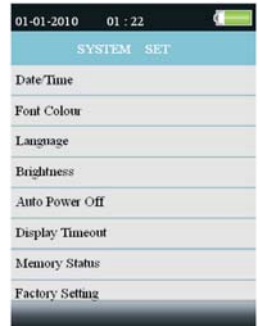 01-01-2010 01 : 22
SYSTEM SET
Date/Time
Font Colour
Language
Brightness
Auto Power Off
Display Timeout
Memory Status
Factory Setting